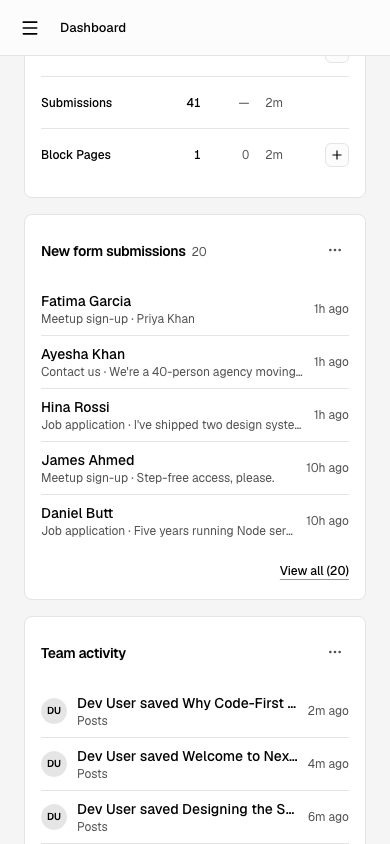 Dashboard
Submissions 41 — 2m
Block Pages 1 0 2m
New form submissions 20
Fatima Garcia
Meetup sign-up · Priya Khan
1h ago
Ayesha Khan
Contact us · We're a 40-person agency moving…
1h ago
Hina Rossi
Job application · I've shipped two design syste…
1h ago
James Ahmed
Meetup sign-up · Step-free access, please.
10h ago
Daniel Butt
Job application · Five years running Node ser…
10h ago
View all (20)
Team activity
DU
Dev User saved Why Code-First …
Posts
2m ago
DU
Dev User saved Welcome to Nex…
Posts
4m ago
DU
Dev User saved Designing the S…
Posts
6m ago